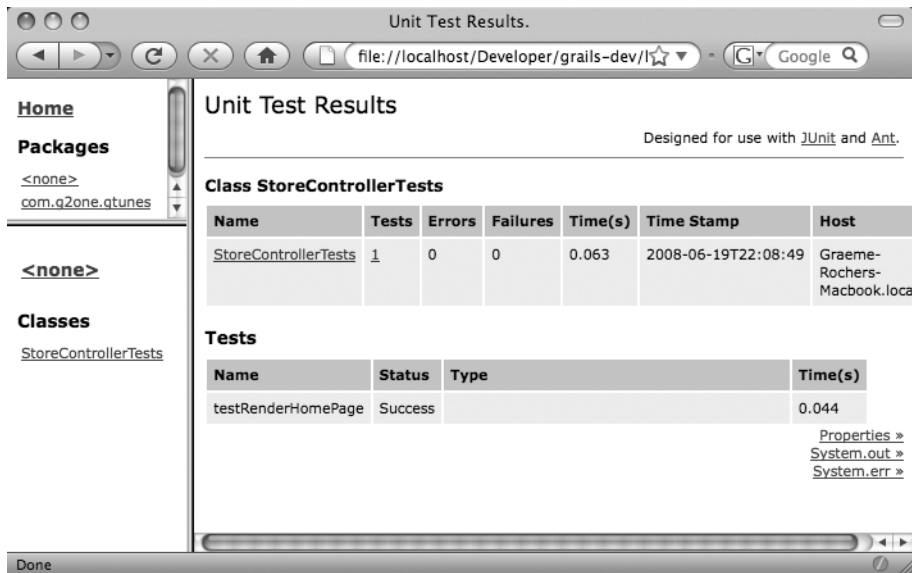 Unit Test Results.
file://localhost/Developer/grails-dev/l
G Google
Home
Packages
<none>
com.g2one.gtunes
<none>
Classes
StoreControllerTests
Unit Test Results
Designed for use with JUnit and Ant.
Class StoreControllerTests
Name Tests Errors Failures Time(s) Time Stamp Host
StoreControllerTests 1 0 0 0.063 2008-06-19T22:08:49 Graeme-
Rochers-
Macbook.loca
Tests
Name Status Type Time(s)
testRenderHomePage Success 0.044
Properties »
System.out »
System.err »
Done